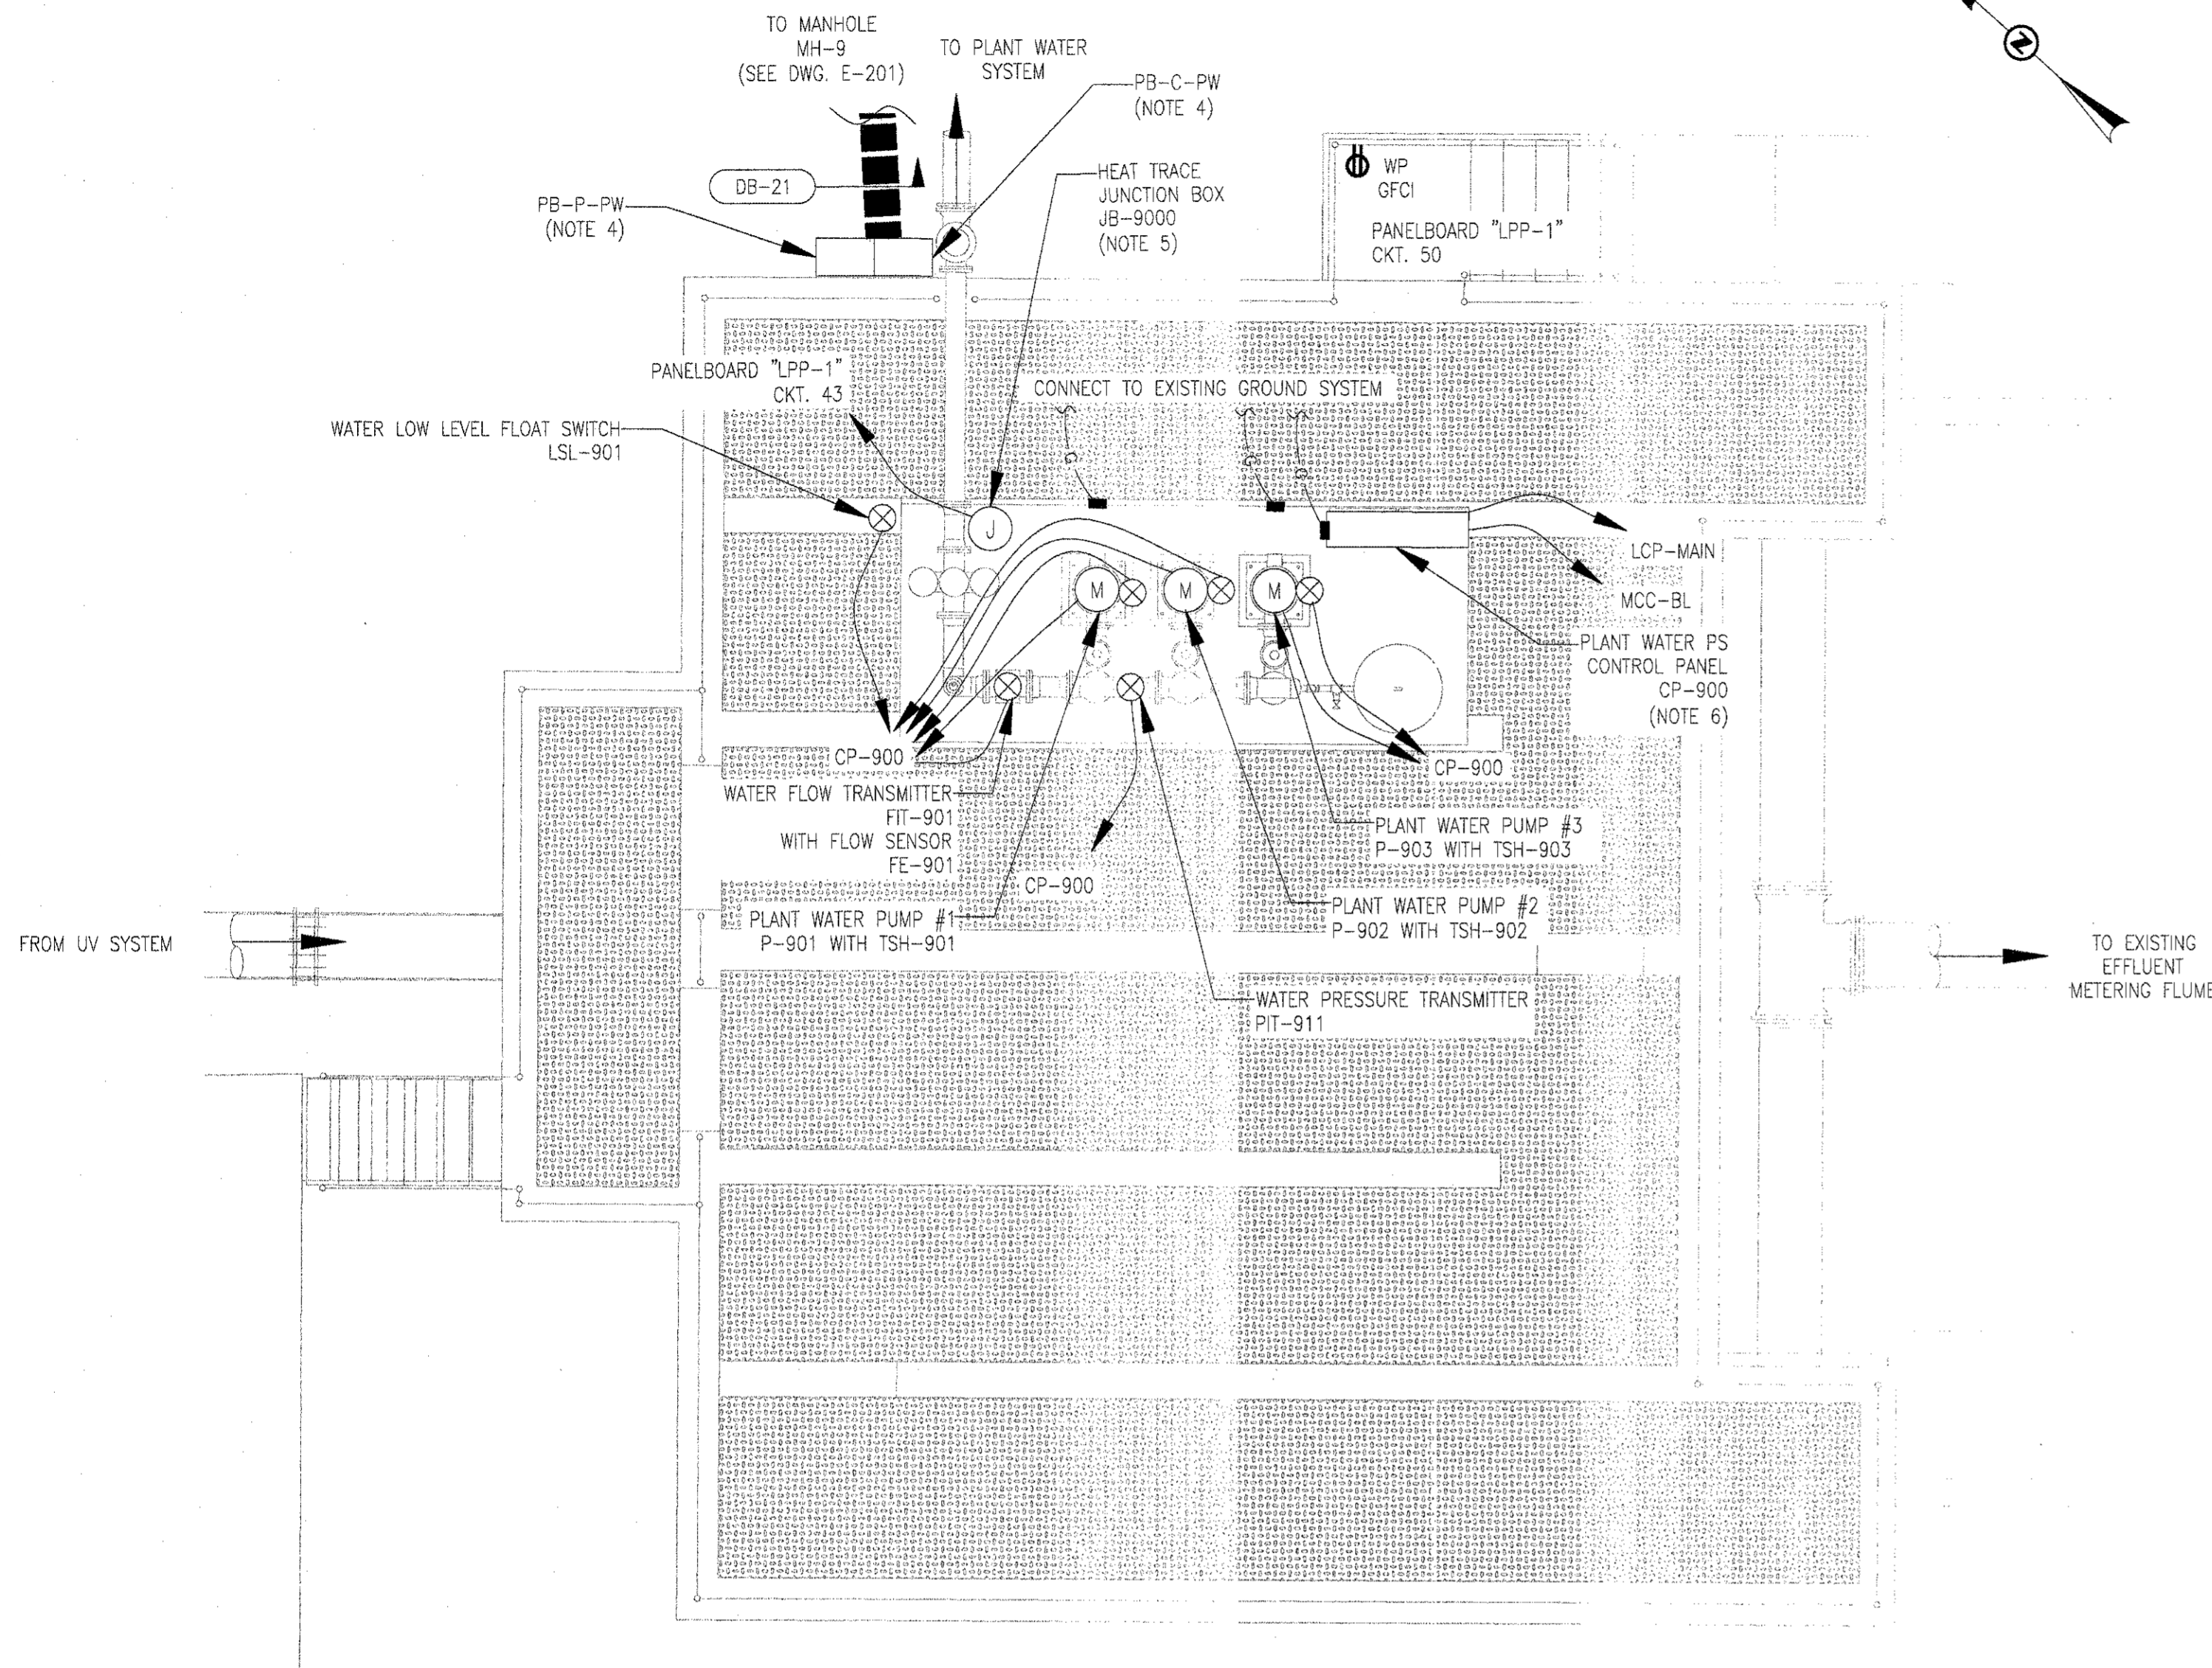 TO MANHOLE
MH-9
(SEE DWG. E-201)
TO PLANT WATER
SYSTEM
PB-C-PW
(NOTE 4)
Z
DB-21
PB-P-PW
(NOTE 4)
HEAT TRACE
JUNCTION BOX
JB-9000
(NOTE 5)
WP
GFCI
PANELBOARD "LPP-1"
CKT. 50
PANELBOARD "LPP-1"
CKT. 43
CONNECT TO EXISTING GROUND SYSTEM
WATER LOW LEVEL FLOAT SWITCH
LSL-901
G
G
G
J
LCP-MAIN
MCC-BL
M
M
M
PLANT WATER PS
CONTROL PANEL
CP-900
(NOTE 6)
CP-900
CP-900
WATER FLOW TRANSMITTER
FIT-901
WITH FLOW SENSOR
FE-901
PLANT WATER PUMP #3
P-903 WITH TSH-903
CP-900
PLANT WATER PUMP #1
P-901 WITH TSH-901
PLANT WATER PUMP #2
P-902 WITH TSH-902
FROM UV SYSTEM
TO EXISTING
EFFLUENT
METERING FLUME
WATER PRESSURE TRANSMITTER
PIT-911